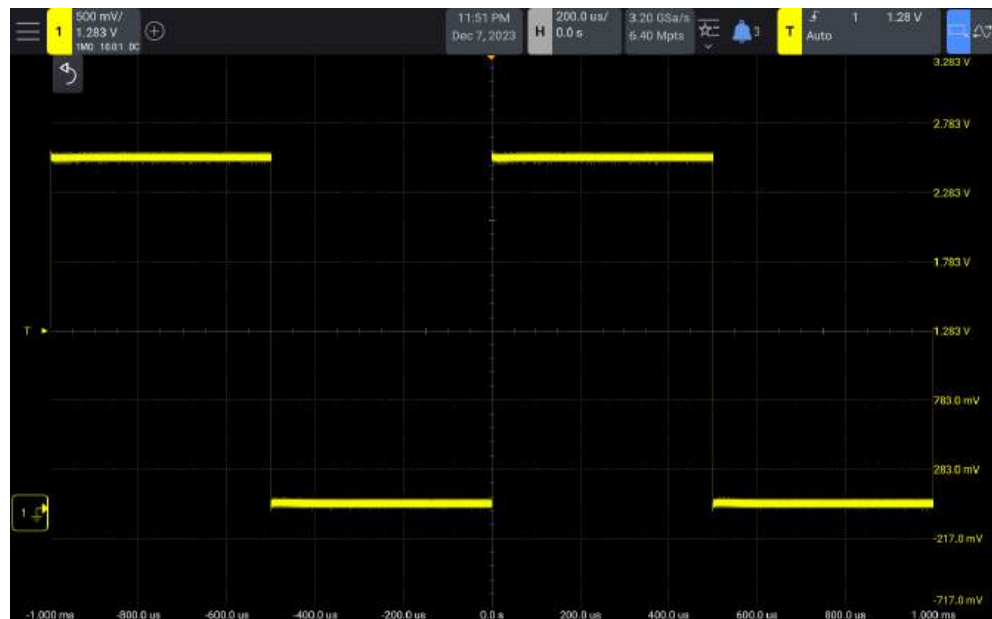 500 mV/
1 1.283 V
1MΩ 10.0:1 DC
11:51 PM
Dec 7, 2023
H
200.0 us/
0.0 s
3.20 GSa/s
6.40 Mpts
3
T
1 1.28 V
Auto
3.283 V
2.783 V
2.283 V
1.783 V
T
1.283 V
783.0 mV
283.0 mV
1
-217.0 mV
-717.0 mV
-1.000 ms -800.0 us -600.0 us -400.0 us -200.0 us 0.0 s 200.0 us 400.0 us 600.0 us 800.0 us 1.000 ms